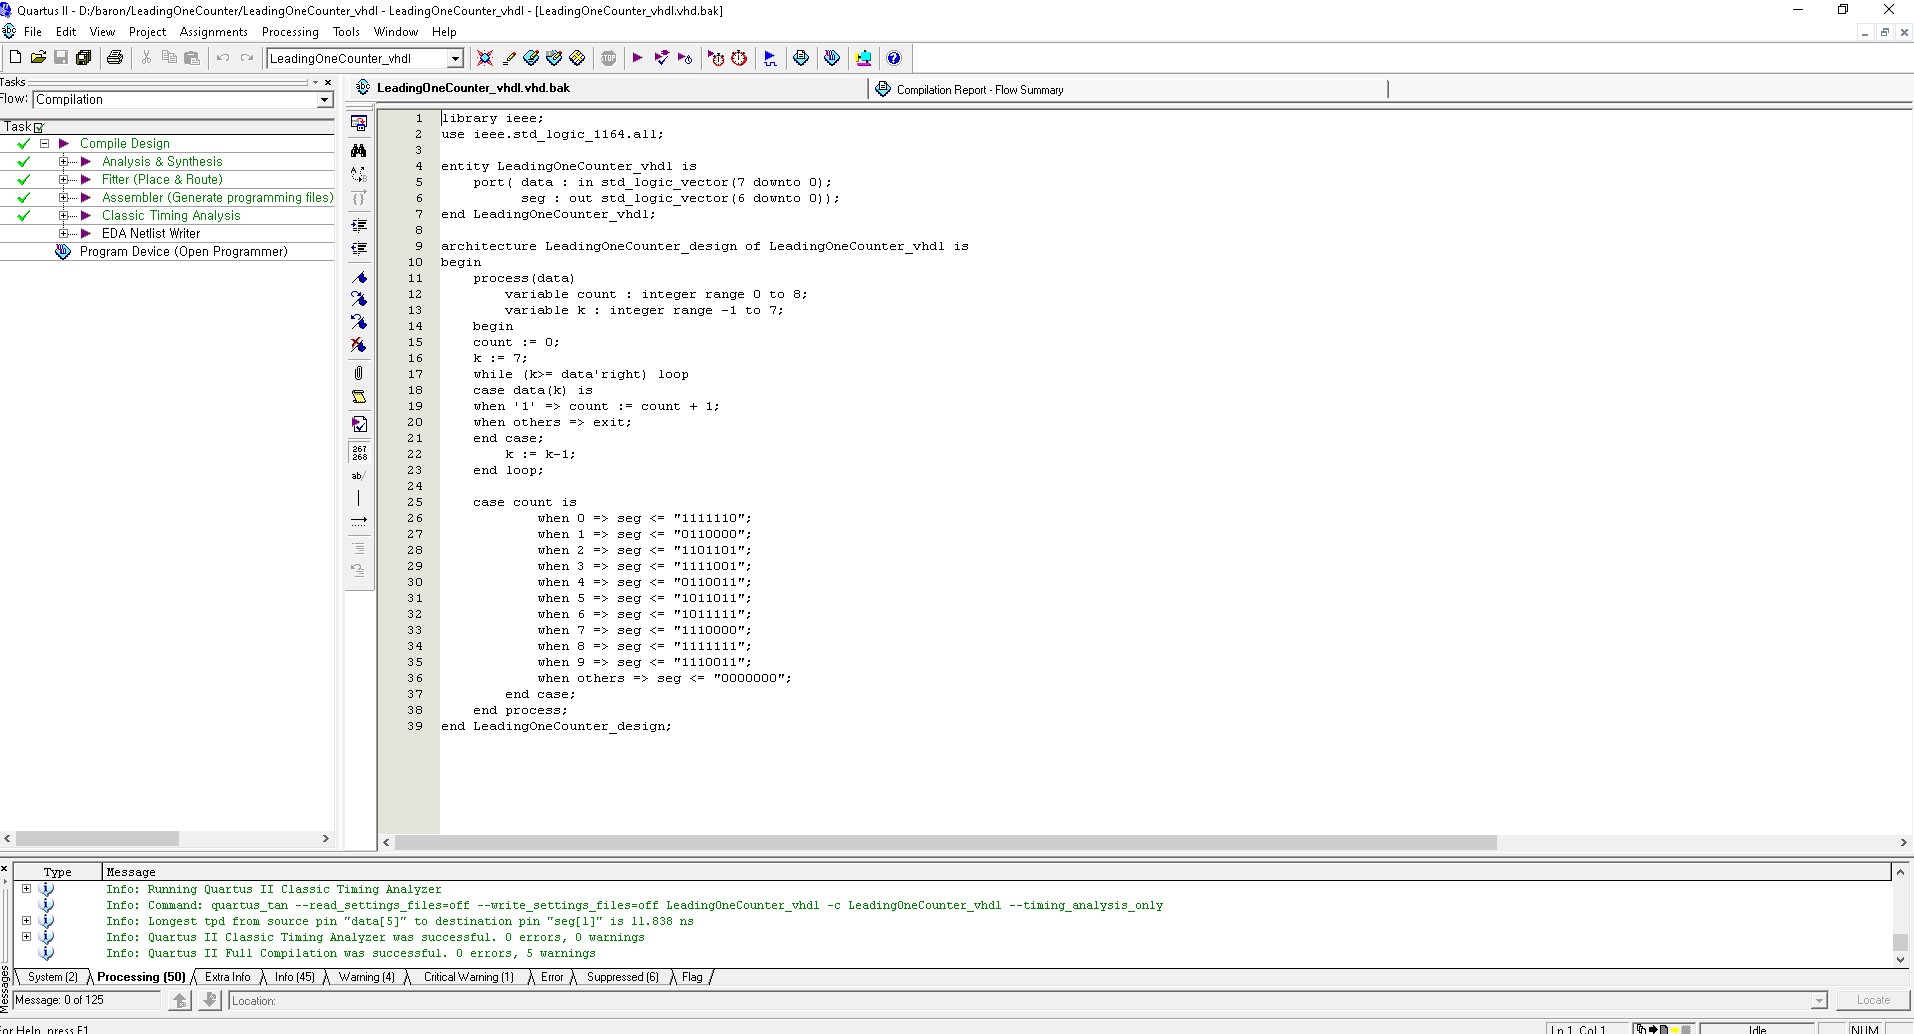 Quartus II - D:/baron/LeadingOneCounter/LeadingOneCounter_vhdl - LeadingOneCounter_vhdl - [LeadingOneCounter_vhdl.vhd.bak]
File Edit View Project Assignments Processing Tools Window Help
LeadingOneCounter_vhdl
Tasks
Flow: Compilation
Task
Compile Design
Analysis & Synthesis
Fitter (Place & Route)
Assembler (Generate programming files)
Classic Timing Analysis
EDA Netlist Writer
Program Device (Open Programmer)
LeadingOneCounter_vhdl.vhd.bak
Compilation Report - Flow Summary
267
268
ab/
1 library ieee;
2 use ieee.std_logic_1164.all;
3
4 entity LeadingOneCounter_vhdl is
5 port( data : in std_logic_vector(7 downto 0);
6 seg : out std_logic_vector(6 downto 0));
7 end LeadingOneCounter_vhdl;
8
9 architecture LeadingOneCounter_design of LeadingOneCounter_vhdl is
10 begin
11 process(data)
12 variable count : integer range 0 to 8;
13 variable k : integer range -1 to 7;
14 begin
15 count := 0;
16 k := 7;
17 while (k>= data'right) loop
18 case data(k) is
19 when '1' => count := count + 1;
20 when others => exit;
21 end case;
22 k := k-1;
23 end loop;
24
25 case count is
26 when 0 => seg <= "1111110";
27 when 1 => seg <= "0110000";
28 when 2 => seg <= "1101101";
29 when 3 => seg <= "1111001";
30 when 4 => seg <= "0110011";
31 when 5 => seg <= "1011011";
32 when 6 => seg <= "1011111";
33 when 7 => seg <= "1110000";
34 when 8 => seg <= "1111111";
35 when 9 => seg <= "1110011";
36 when others => seg <= "0000000";
37 end case;
38 end process;
39 end LeadingOneCounter_design;
Type Message
Info: Running Quartus II Classic Timing Analyzer
Info: Command: quartus_tan --read_settings_files=off --write_settings_files=off LeadingOneCounter_vhdl -c LeadingOneCounter_vhdl --timing_analysis_only
Info: Longest tpd from source pin "data[5]" to destination pin "seg[1]" is 11.838 ns
Info: Quartus II Classic Timing Analyzer was successful. 0 errors, 0 warnings
Info: Quartus II Full Compilation was successful. 0 errors, 5 warnings
System (2) Processing (50) Extra Info Info (45) Warning (4) Critical Warning (1) Error Suppressed (6) Flag
Messages
Message: 0 of 125
Location:
Locate
For Help, press F1
Ln 1, Col 1
Idle
NUM